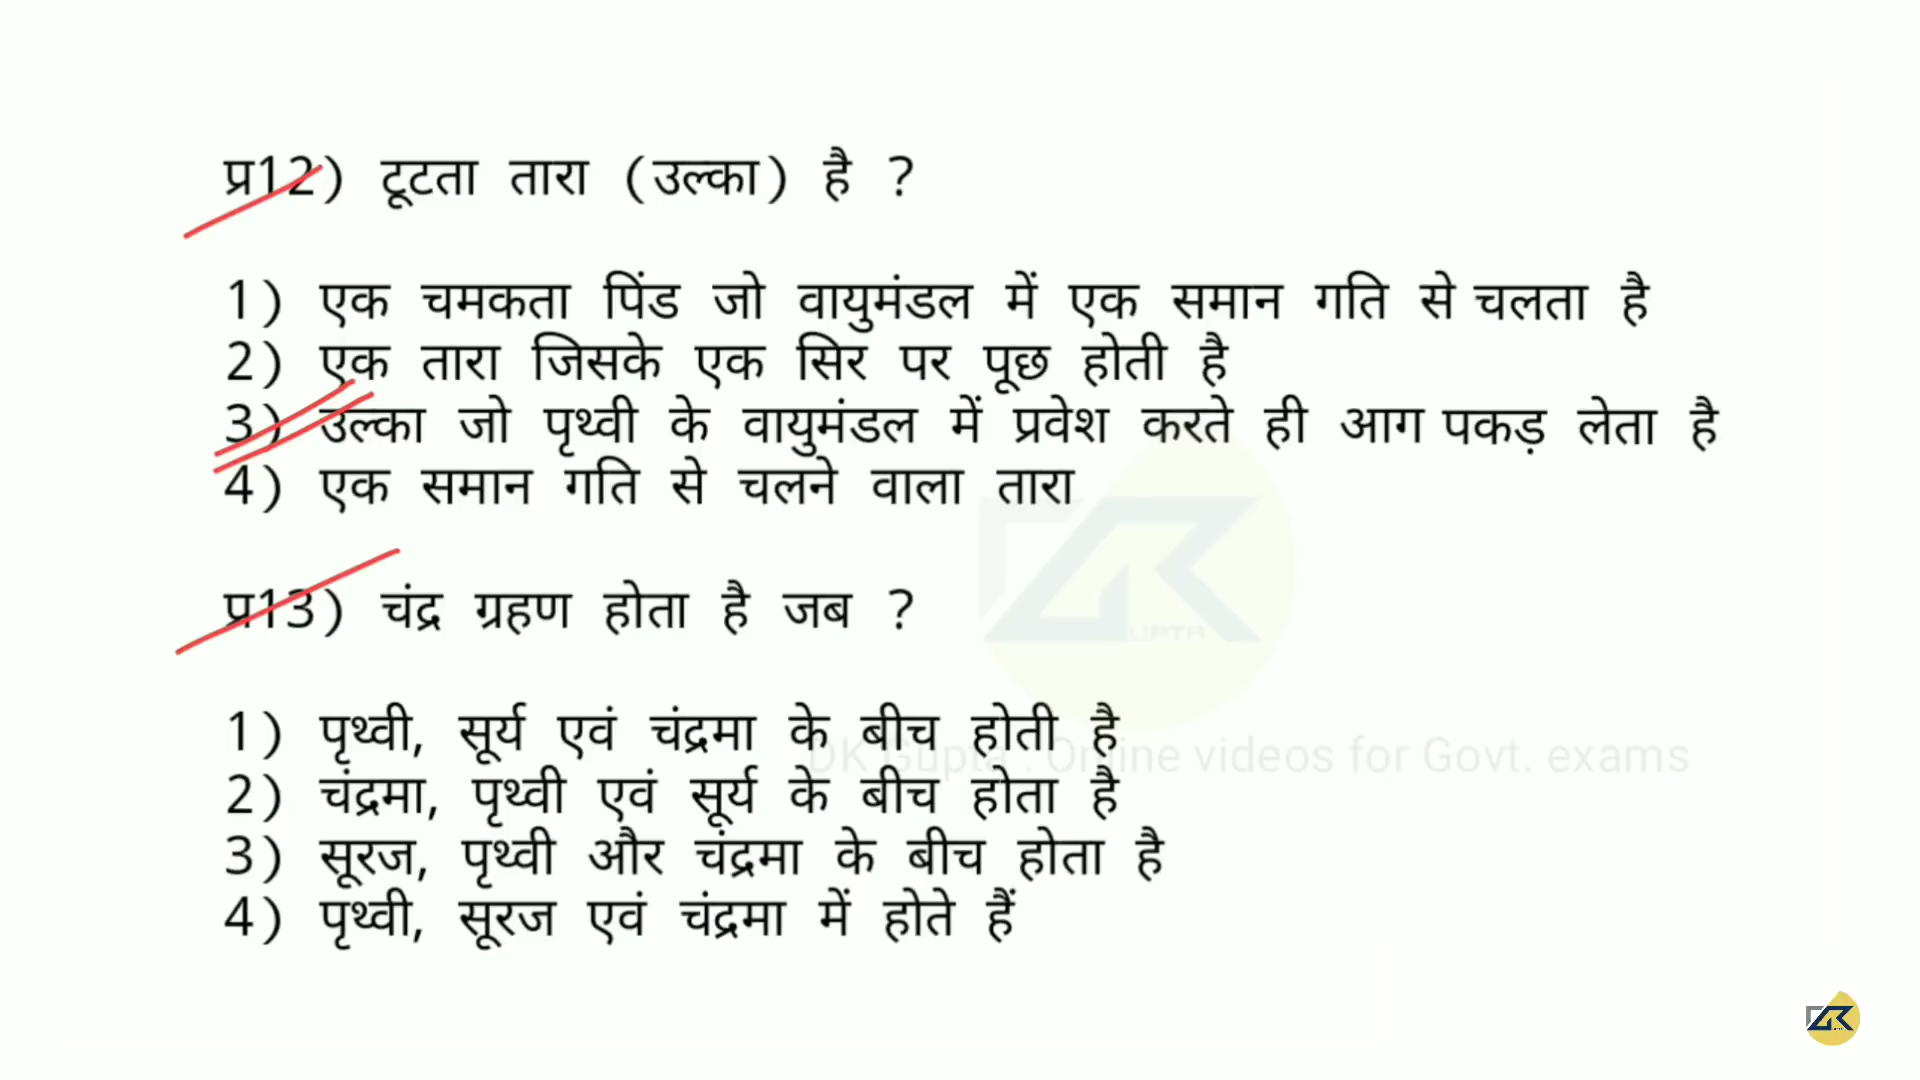 प्र12) टूटता तारा (उल्का) है ?
1) एक चमकता पिंड जो वायुमंडल में एक समान गति से चलता है
2) एक तारा जिसके एक सिर पर पूछ होती है
3) उल्का जो पृथ्वी के वायुमंडल में प्रवेश करते ही आग पकड़ लेता है
4) एक समान गति से चलने वाला तारा
प्र13) चंद्र ग्रहण होता है जब ?
1) पृथ्वी, सूर्य एवं चंद्रमा के बीच होती है
DK Gupta : Online videos for Govt. exams
2) चंद्रमा, पृथ्वी एवं सूर्य के बीच होता है
3) सूरज, पृथ्वी और चंद्रमा के बीच होता है
4) पृथ्वी, सूरज एवं चंद्रमा में होते हैं